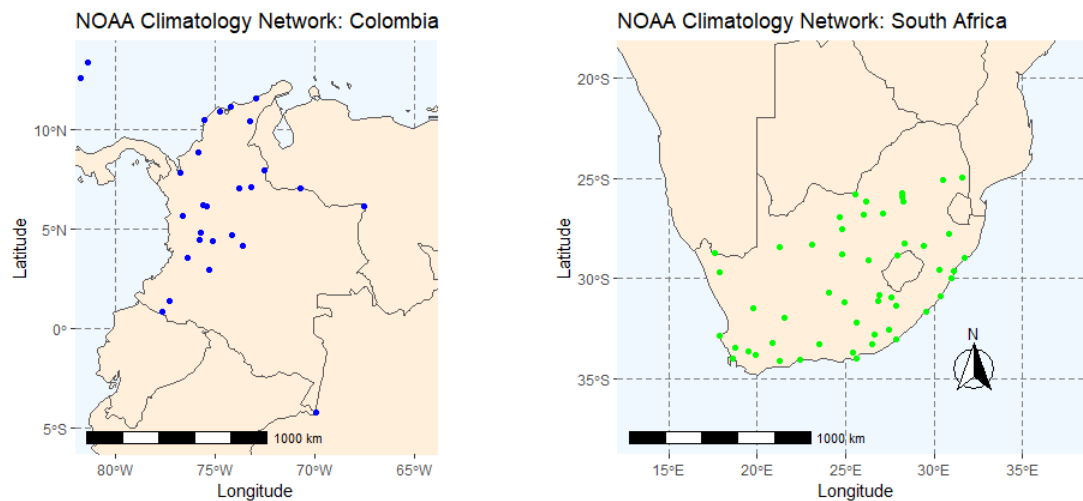 NOAA Climatology Network: Colombia
10°N
5°N
0°
5°S
Latitude
1000 km
80°W
75°W
70°W
65°W
Longitude
NOAA Climatology Network: South Africa
20°S
25°S
30°S
35°S
Latitude
N
1000 km
15°E
20°E
25°E
30°E
35°E
Longitude